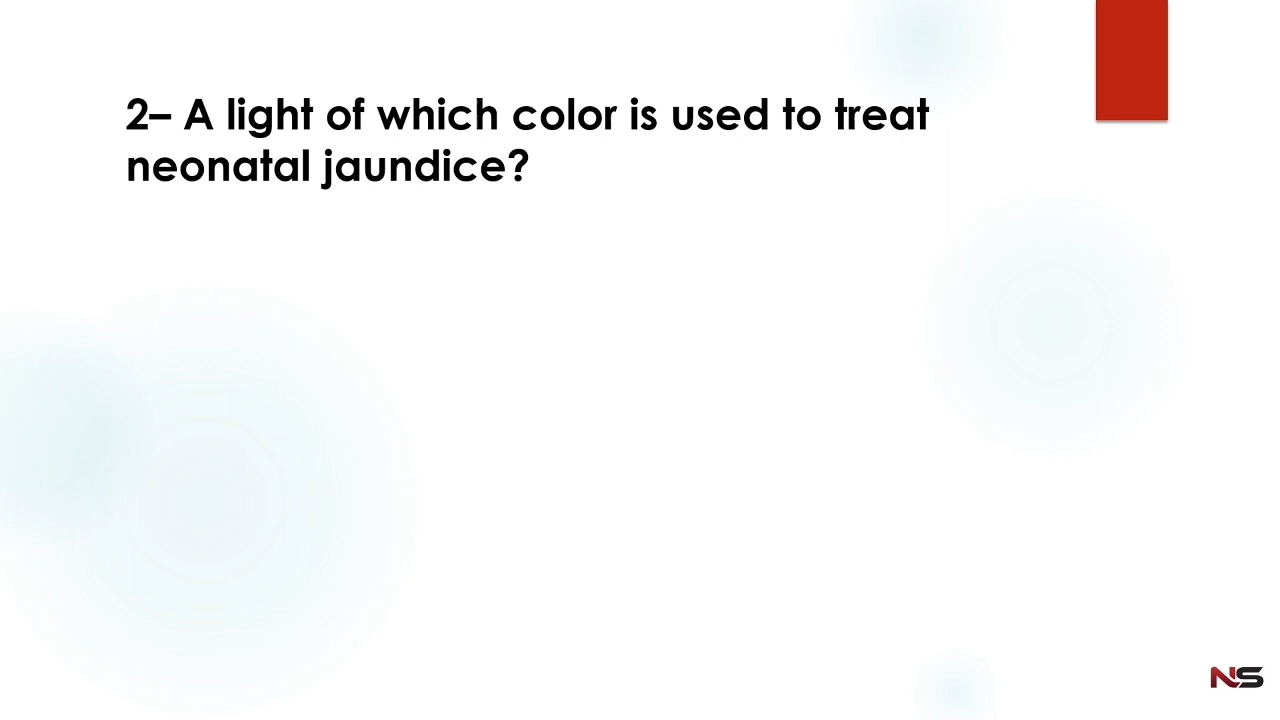 2– A light of which color is used to treat
neonatal jaundice?
NS